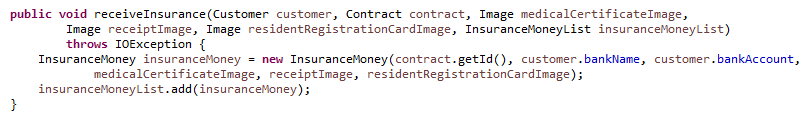 public void receiveInsurance(Customer customer, Contract contract, Image medicalCertificateImage,
        Image receiptImage, Image residentRegistrationCardImage, InsuranceMoneyList insuranceMoneyList)
        throws IOException {
    InsuranceMoney insuranceMoney = new InsuranceMoney(contract.getId(), customer.bankName, customer.bankAccount,
            medicalCertificateImage, receiptImage, residentRegistrationCardImage);
    insuranceMoneyList.add(insuranceMoney);
}